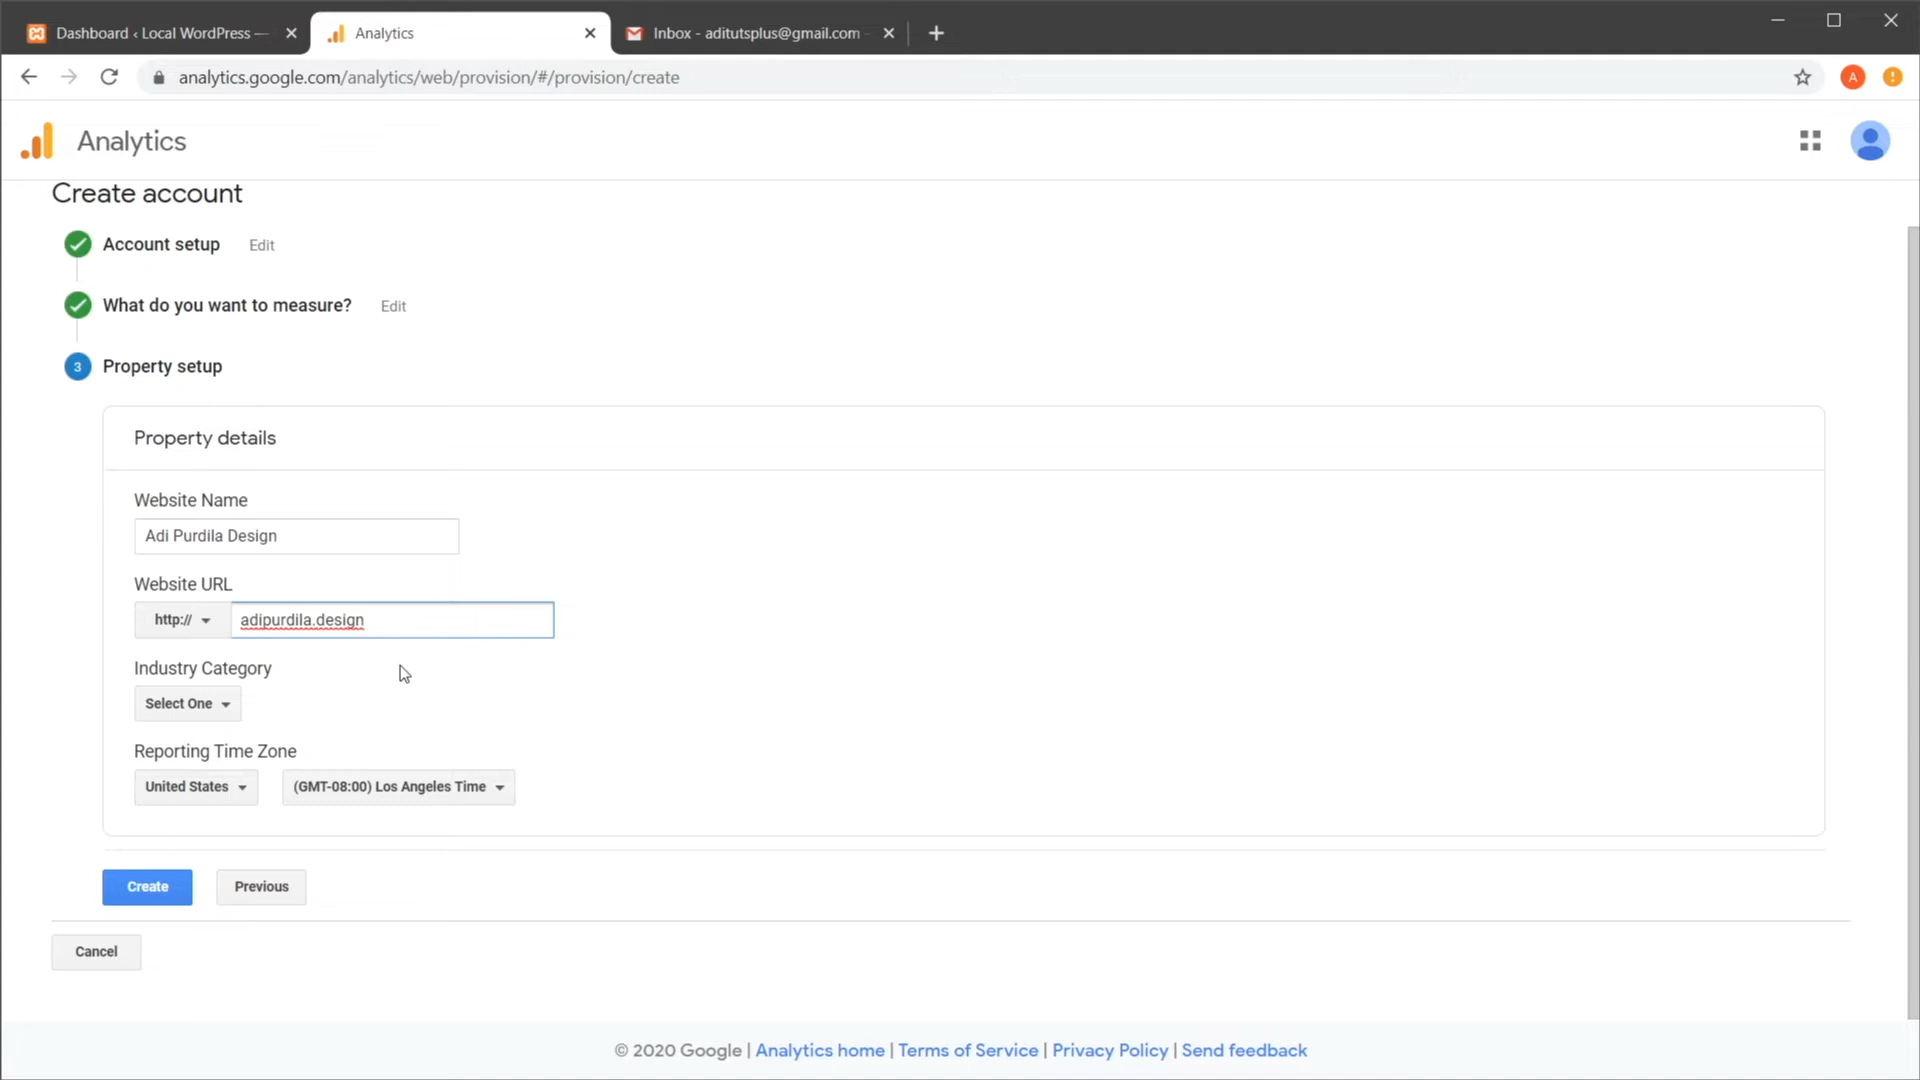 Dashboard ‹ Local WordPress —
Analytics
Inbox - aditutsplus@gmail.com -
analytics.google.com/analytics/web/provision/#/provision/create
A
Analytics
Create account
Account setup Edit
What do you want to measure? Edit
3 Property setup
Property details
Website Name
Adi Purdila Design
Website URL
http:// adipurdila.design
Industry Category
Select One
Reporting Time Zone
United States (GMT-08:00) Los Angeles Time
Create Previous
Cancel
© 2020 Google | Analytics home | Terms of Service | Privacy Policy | Send feedback